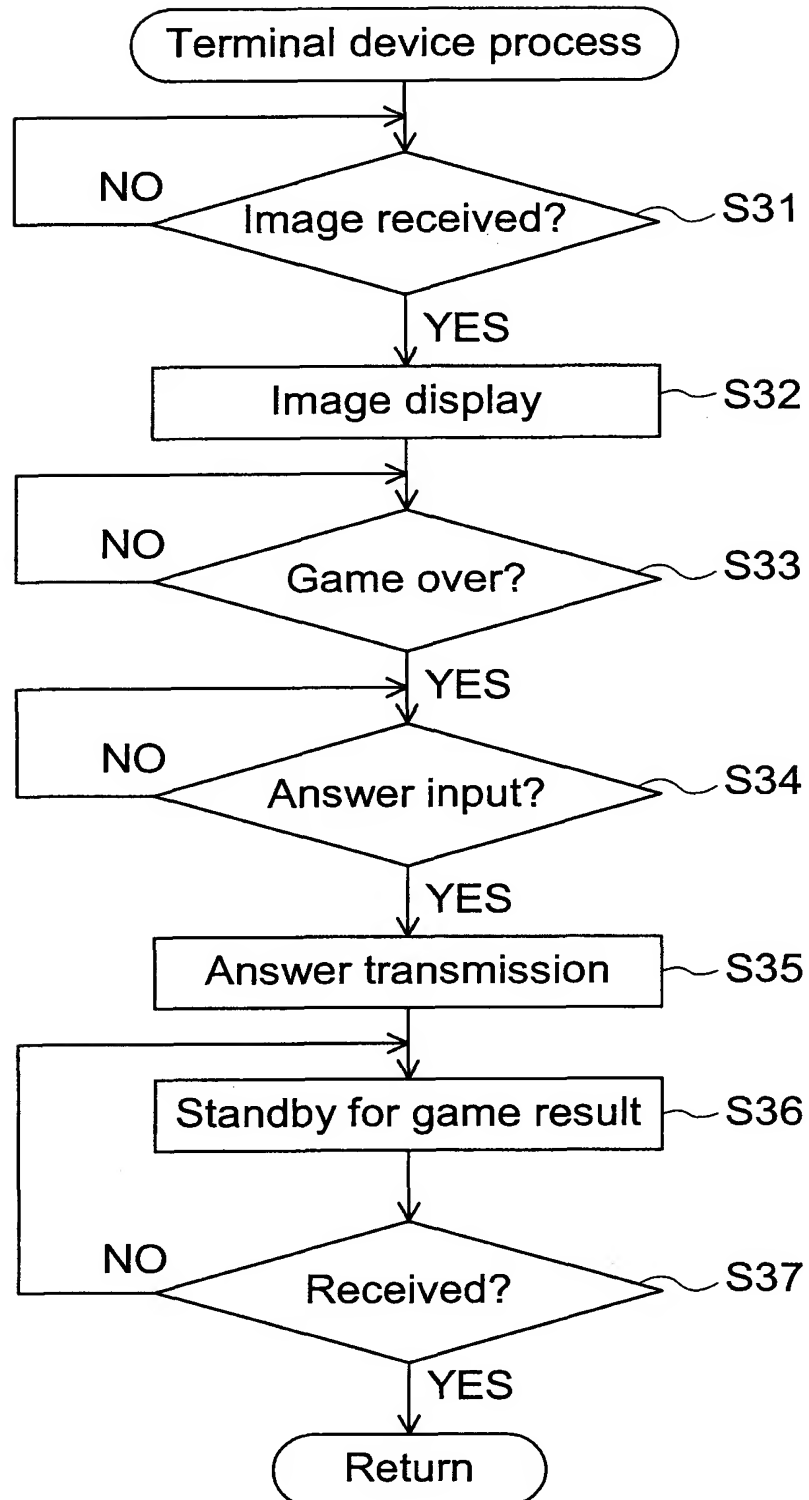 Terminal device process
NO
Image received?
S31
YES
Image display
S32
NO
Game over?
S33
YES
NO
Answer input?
S34
YES
Answer transmission
S35
Standby for game result
S36
NO
Received?
S37
YES
Return